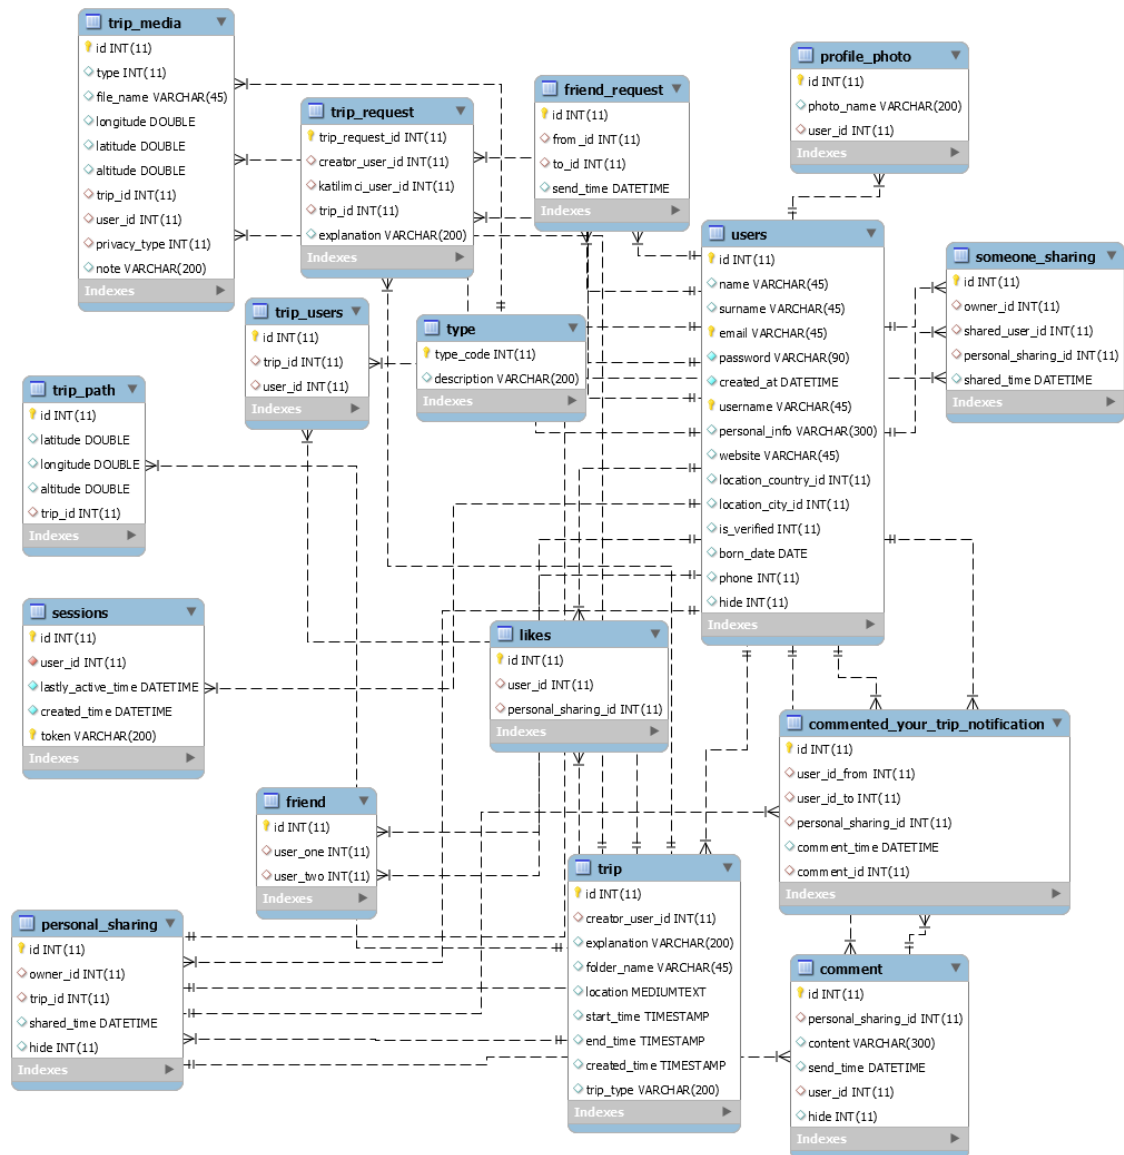 trip_media
id INT(11)
type INT(11)
file_name VARCHAR(45)
longitude DOUBLE
latitude DOUBLE
altitude DOUBLE
trip_id INT(11)
user_id INT(11)
privacy_type INT(11)
note VARCHAR(200)
Indexes
trip_request
trip_request_id INT(11)
creator_user_id INT(11)
katilimci_user_id INT(11)
trip_id INT(11)
explanation VARCHAR(200)
Indexes
friend_request
id INT(11)
from_id INT(11)
to_id INT(11)
send_time DATETIME
Indexes
profile_photo
id INT(11)
photo_name VARCHAR(200)
user_id INT(11)
Indexes
users
id INT(11)
name VARCHAR(45)
surname VARCHAR(45)
email VARCHAR(45)
password VARCHAR(90)
created_at DATETIME
username VARCHAR(45)
personal_info VARCHAR(300)
website VARCHAR(45)
location_country_id INT(11)
location_city_id INT(11)
is_verified INT(11)
born_date DATE
phone INT(11)
hide INT(11)
Indexes
someone_sharing
id INT(11)
owner_id INT(11)
shared_user_id INT(11)
personal_sharing_id INT(11)
shared_time DATETIME
Indexes
trip_users
id INT(11)
trip_id INT(11)
user_id INT(11)
Indexes
type
type_code INT(11)
description VARCHAR(200)
Indexes
trip_path
id INT(11)
latitude DOUBLE
longitude DOUBLE
altitude DOUBLE
trip_id INT(11)
Indexes
sessions
id INT(11)
user_id INT(11)
lastly_active_time DATETIME
created_time DATETIME
token VARCHAR(200)
Indexes
likes
id INT(11)
user_id INT(11)
personal_sharing_id INT(11)
Indexes
commented_your_trip_notification
id INT(11)
user_id_from INT(11)
user_id_to INT(11)
personal_sharing_id INT(11)
comment_time DATETIME
comment_id INT(11)
Indexes
friend
id INT(11)
user_one INT(11)
user_two INT(11)
Indexes
trip
id INT(11)
creator_user_id INT(11)
explanation VARCHAR(200)
folder_name VARCHAR(45)
location MEDIUMTEXT
start_time TIMESTAMP
end_time TIMESTAMP
created_time TIMESTAMP
trip_type VARCHAR(200)
Indexes
personal_sharing
id INT(11)
owner_id INT(11)
trip_id INT(11)
shared_time DATETIME
hide INT(11)
Indexes
comment
id INT(11)
personal_sharing_id INT(11)
content VARCHAR(300)
send_time DATETIME
user_id INT(11)
hide INT(11)
Indexes